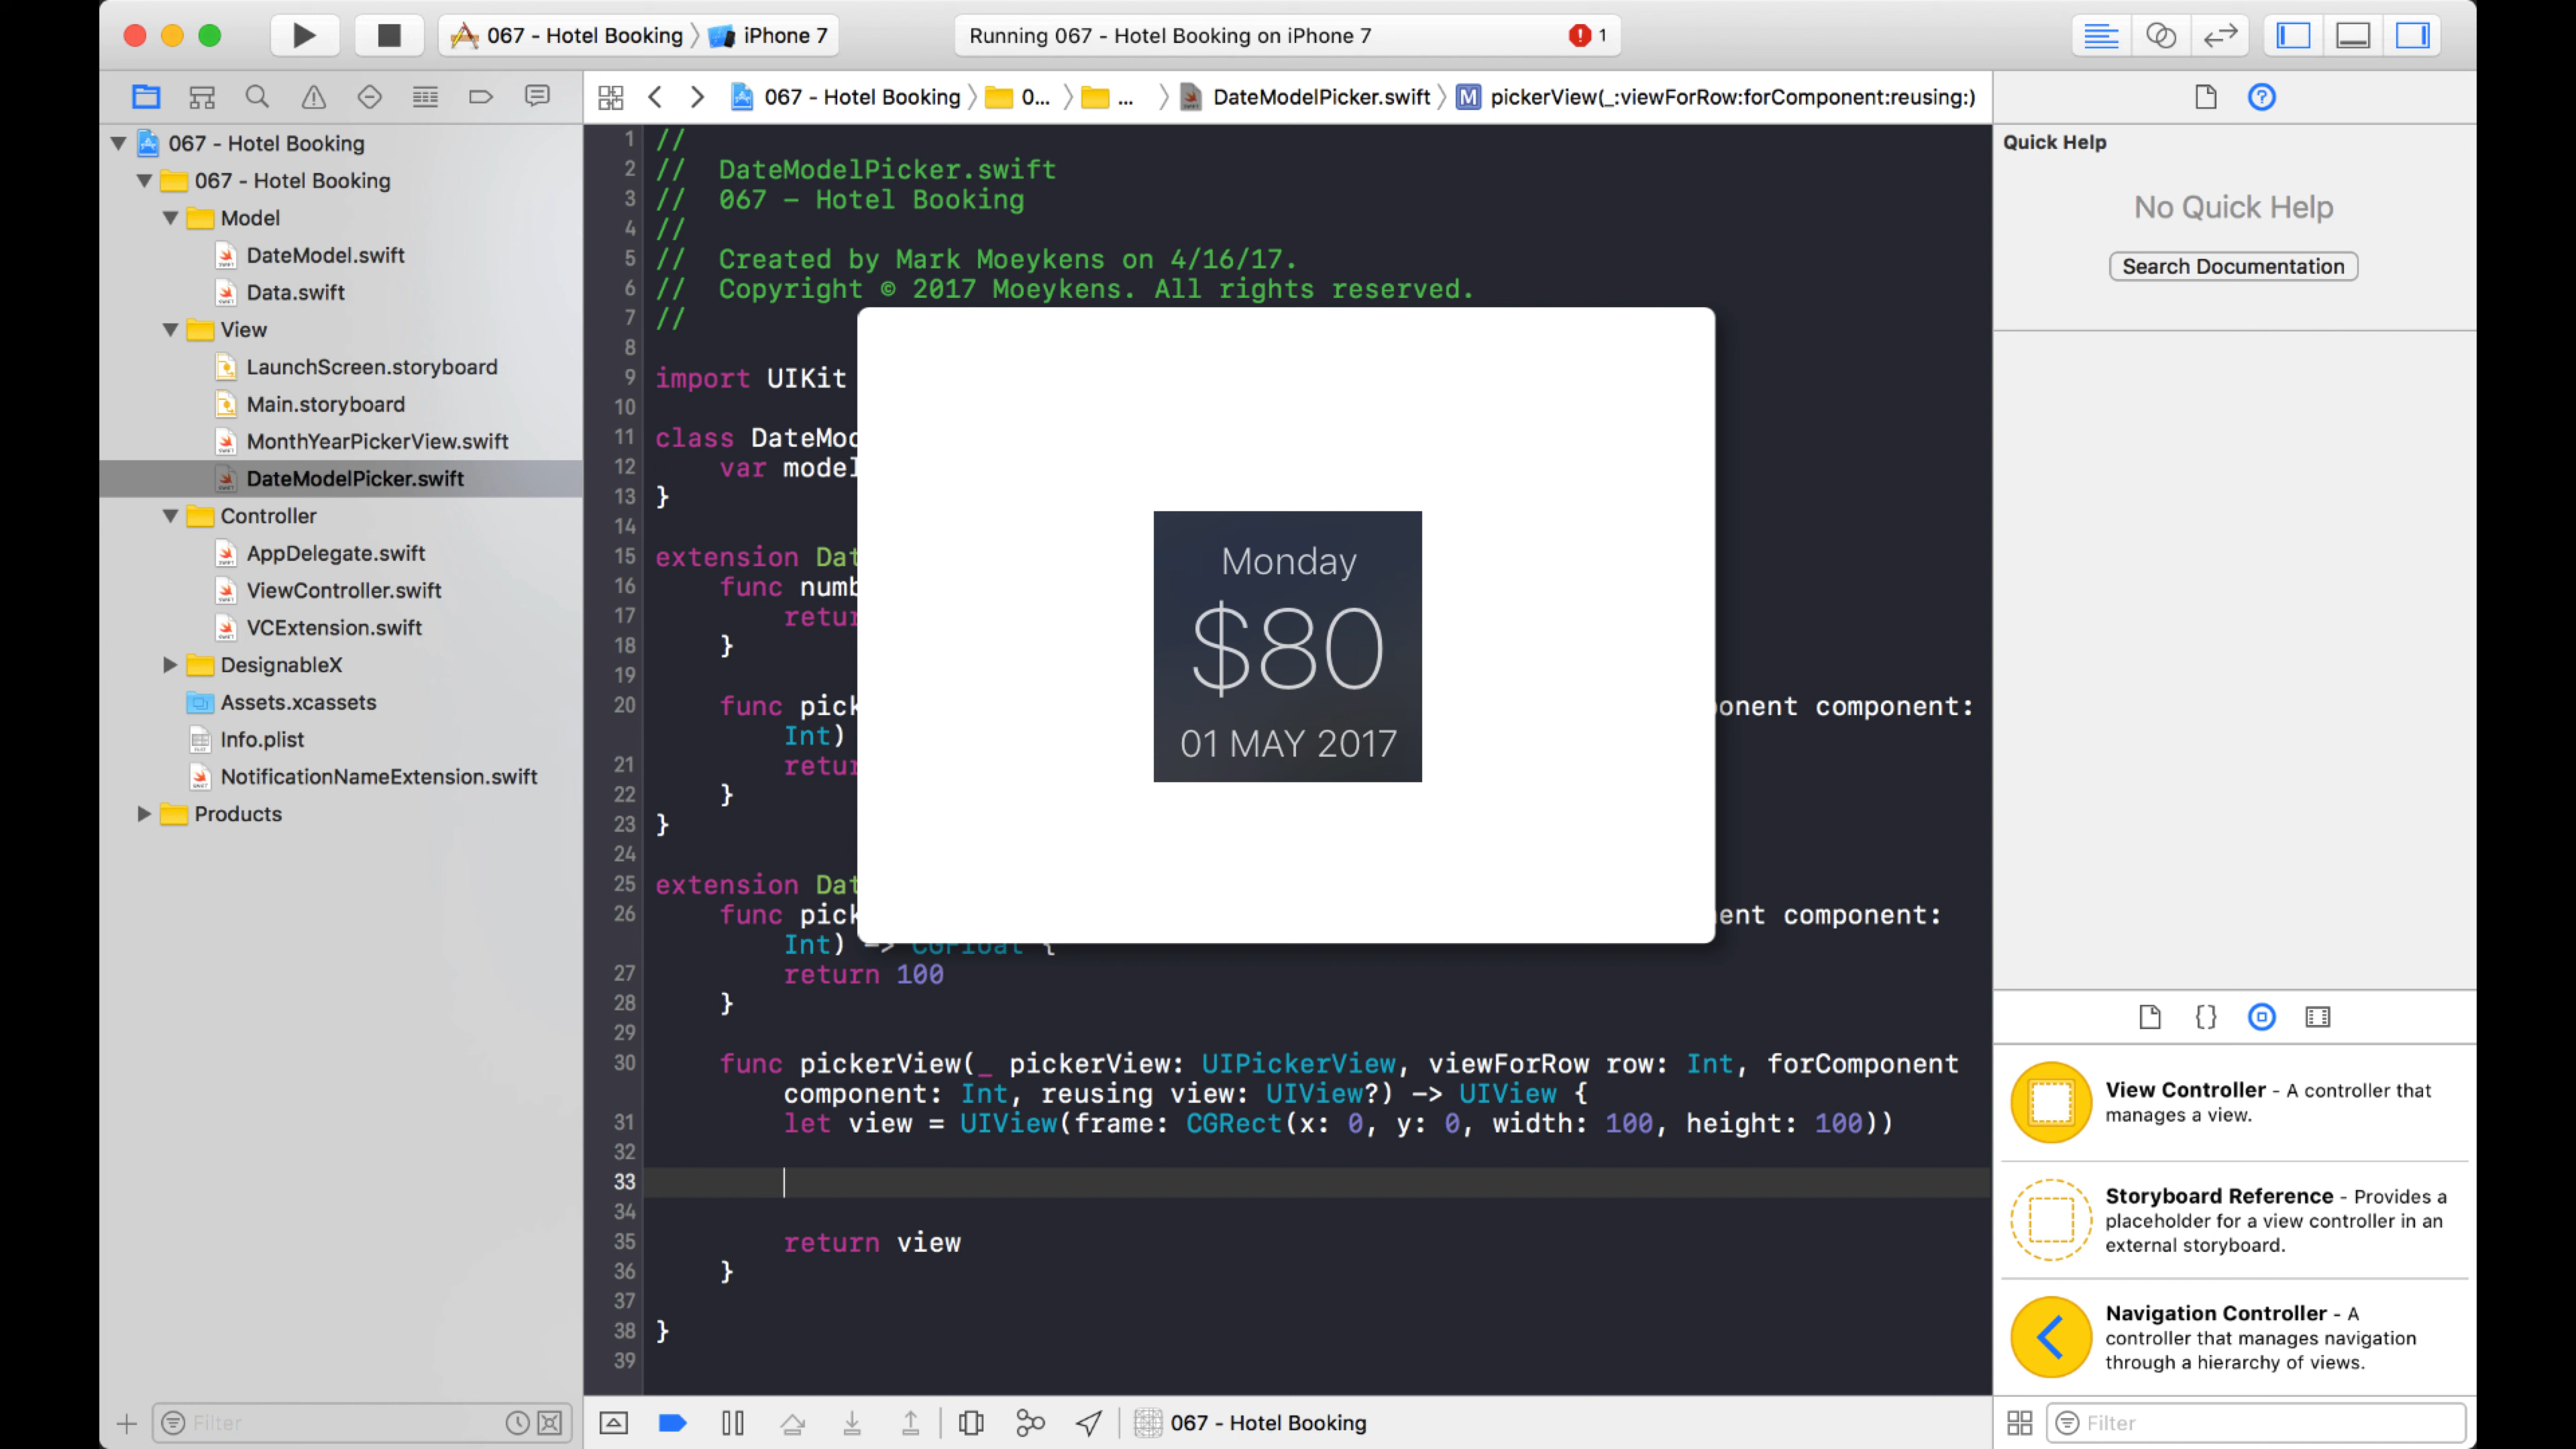 067 - Hotel Booking
iPhone 7
Running 067 - Hotel Booking on iPhone 7
1
067 - Hotel Booking
0...
...
DateModelPicker.swift
M
pickerView(_:viewForRow:forComponent:reusing:)
067 - Hotel Booking
067 - Hotel Booking
Model
DateModel.swift
Data.swift
View
LaunchScreen.storyboard
Main.storyboard
MonthYearPickerView.swift
DateModelPicker.swift
Controller
AppDelegate.swift
ViewController.swift
VCExtension.swift
DesignableX
Assets.xcassets
Info.plist
NotificationNameExtension.swift
Products
Filter
1 //
2 //  DateModelPicker.swift
3 //  067 - Hotel Booking
4 //
5 //  Created by Mark Moeykens on 4/16/17.
6 //  Copyright © 2017 Moeykens. All rights reserved.
7 //
8
9 import UIKit
10
11 class DateMod
12 var model
13 }
14
15 extension Dat
16 func numb
17 retur
18 }
19
20 func pick onent component:
Int)
21 retur
22 }
23 }
24
25 extension Dat
26 func pick ent component:
Int) -> CGFloat {
27 return 100
28 }
29
30 func pickerView(_ pickerView: UIPickerView, viewForRow row: Int, forComponent
component: Int, reusing view: UIView?) -> UIView {
31 let view = UIView(frame: CGRect(x: 0, y: 0, width: 100, height: 100))
32
33
34
35 return view
36 }
37
38 }
39
Monday
$80
01 MAY 2017
067 - Hotel Booking
Quick Help
No Quick Help
Search Documentation
{}
View Controller - A controller that
manages a view.
Storyboard Reference - Provides a
placeholder for a view controller in an
external storyboard.
Navigation Controller - A
controller that manages navigation
through a hierarchy of views.
Filter